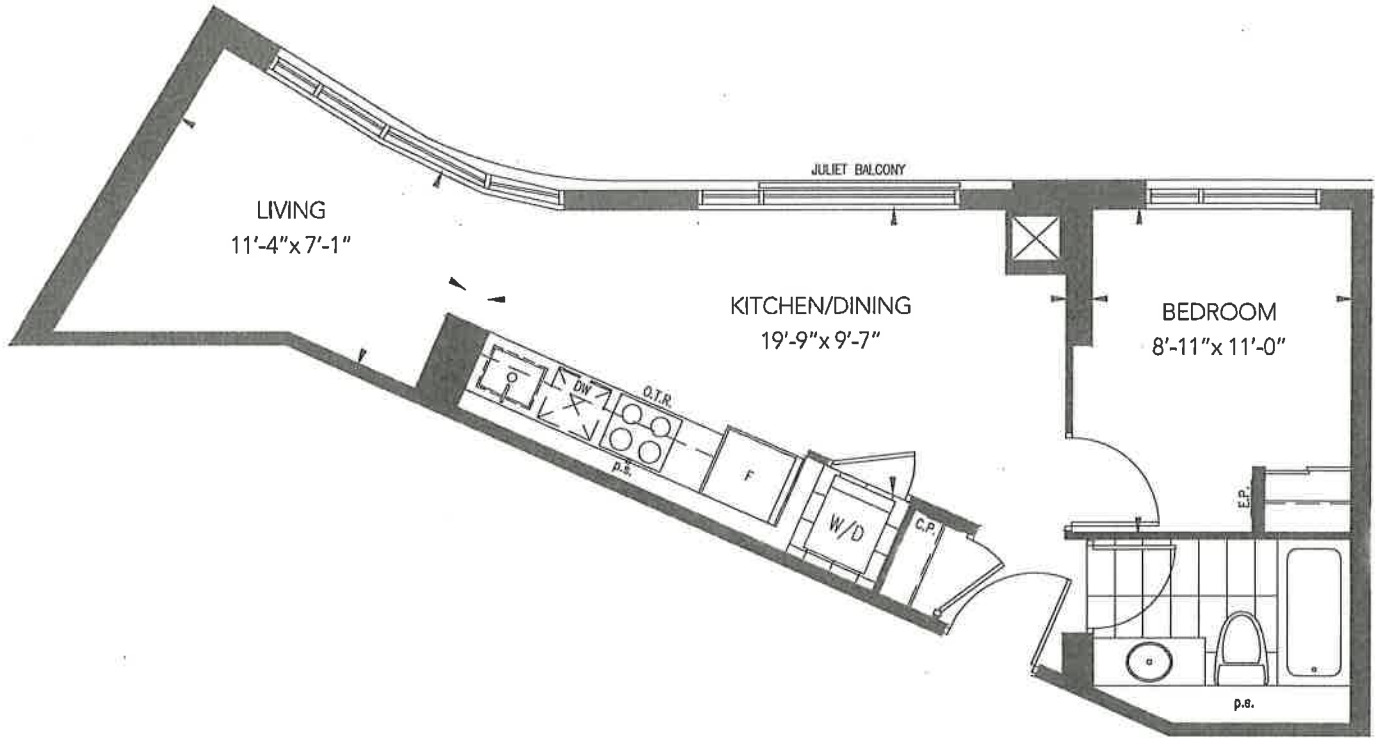 JULIET BALCONY
LIVING
11'-4" x 7'-1"
KITCHEN/DINING
19'-9" x 9'-7"
BEDROOM
8'-11" x 11'-0"
DW
O.T.R.
p.s.
F
W/D
C.P.
E.P.
p.s.